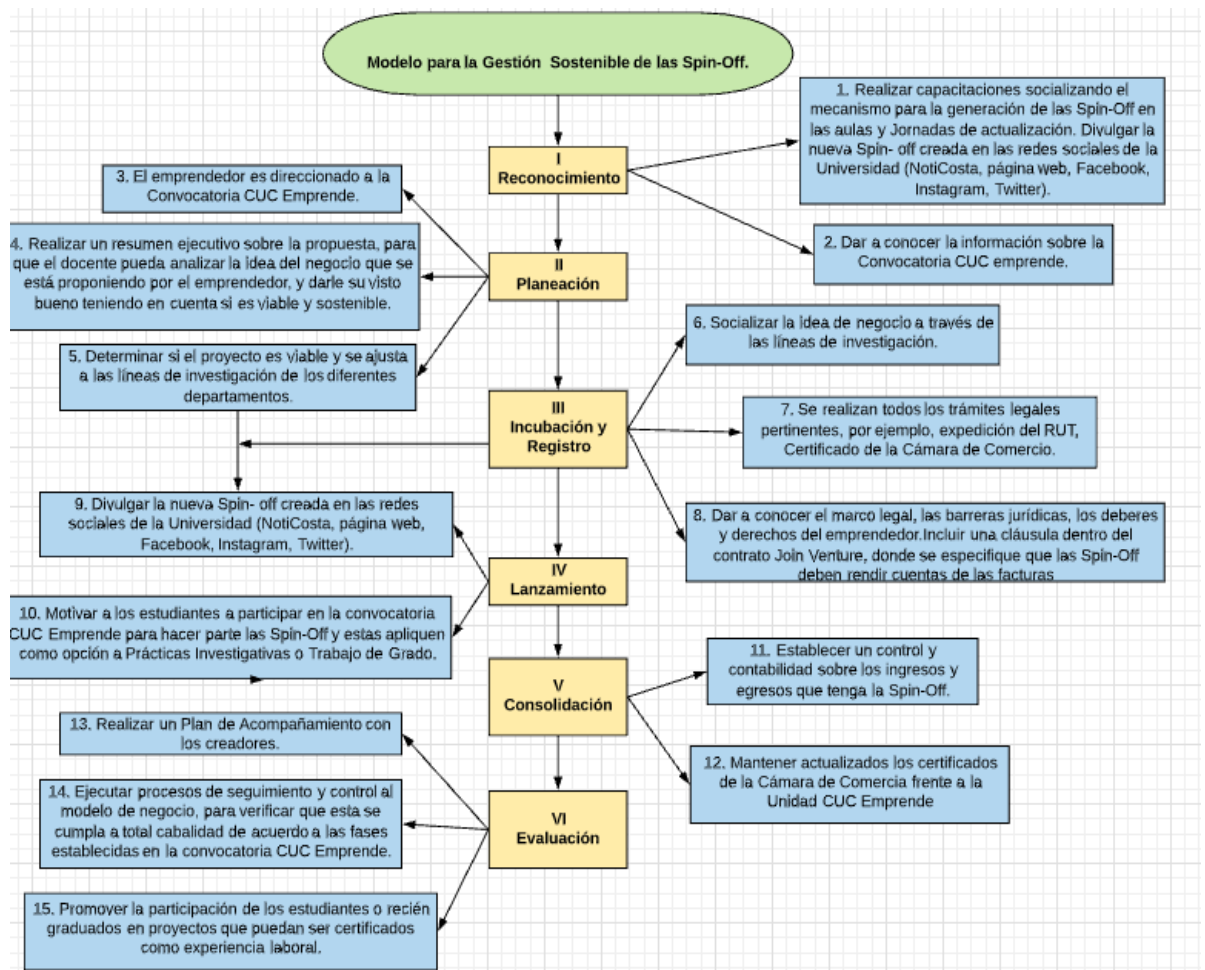 Modelo para la Gestión Sostenible de las Spin-Off.
I
Reconocimiento
1. Realizar capacitaciones socializando el
mecanismo para la generación de las Spin-Off en
las aulas y Jornadas de actualización. Divulgar la
nueva Spin- off creada en las redes sociales de la
Universidad (NotiCosta, página web, Facebook,
Instagram, Twitter).
2. Dar a conocer la información sobre la
Convocatoria CUC emprende.
II
Planeación
3. El emprendedor es direccionado a la
Convocatoria CUC Emprende.
4. Realizar un resumen ejecutivo sobre la propuesta, para
que el docente pueda analizar la idea del negocio que se
está proponiendo por el emprendedor, y darle su visto
bueno teniendo en cuenta si es viable y sostenible.
5. Determinar si el proyecto es viable y se ajusta
a las líneas de investigación de los diferentes
departamentos.
III
Incubación y
Registro
6. Socializar la idea de negocio a través de
las líneas de investigación.
7. Se realizan todos los trámites legales
pertinentes, por ejemplo, expedición del RUT,
Certificado de la Cámara de Comercio.
8. Dar a conocer el marco legal, las barreras jurídicas, los deberes
y derechos del emprendedor.Incluir una cláusula dentro del
contrato Join Venture, donde se especifique que las Spin-Off
deben rendir cuentas de las facturas
IV
Lanzamiento
9. Divulgar la nueva Spin- off creada en las redes
sociales de la Universidad (NotiCosta, página web,
Facebook, Instagram, Twitter).
10. Motivar a los estudiantes a participar en la convocatoria
CUC Emprende para hacer parte las Spin-Off y estas apliquen
como opción a Prácticas Investigativas o Trabajo de Grado.
V
Consolidación
11. Establecer un control y
contabilidad sobre los ingresos y
egresos que tenga la Spin-Off.
12. Mantener actualizados los certificados
de la Cámara de Comercia frente a la
Unidad CUC Emprende
VI
Evaluación
13. Realizar un Plan de Acompañamiento con
los creadores.
14. Ejecutar procesos de seguimiento y control al
modelo de negocio, para verificar que esta se
cumpla a total cabalidad de acuerdo a las fases
establecidas en la convocatoria CUC Emprende.
15. Promover la participación de los estudiantes o recién
graduados en proyectos que puedan ser certificados
como experiencia laboral.